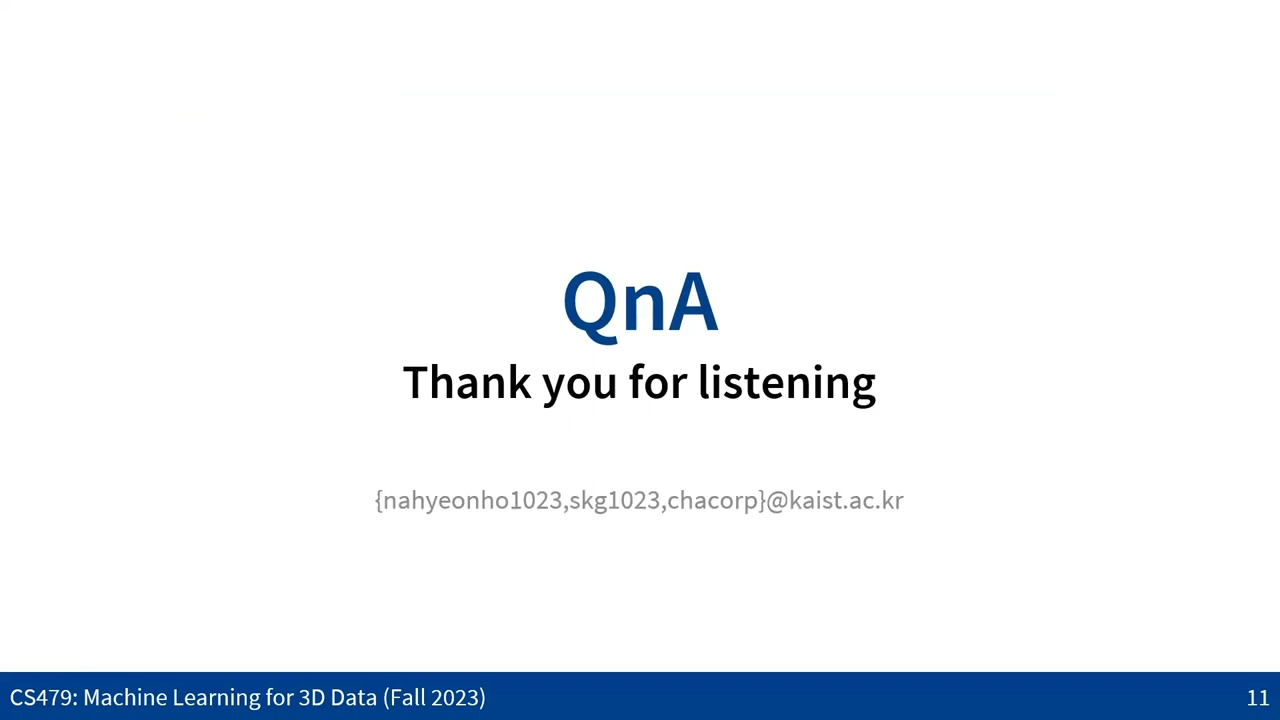 QnA
Thank you for listening
{nahyeonho1023,skg1023,chacorp}@kaist.ac.kr
CS479: Machine Learning for 3D Data (Fall 2023)
11